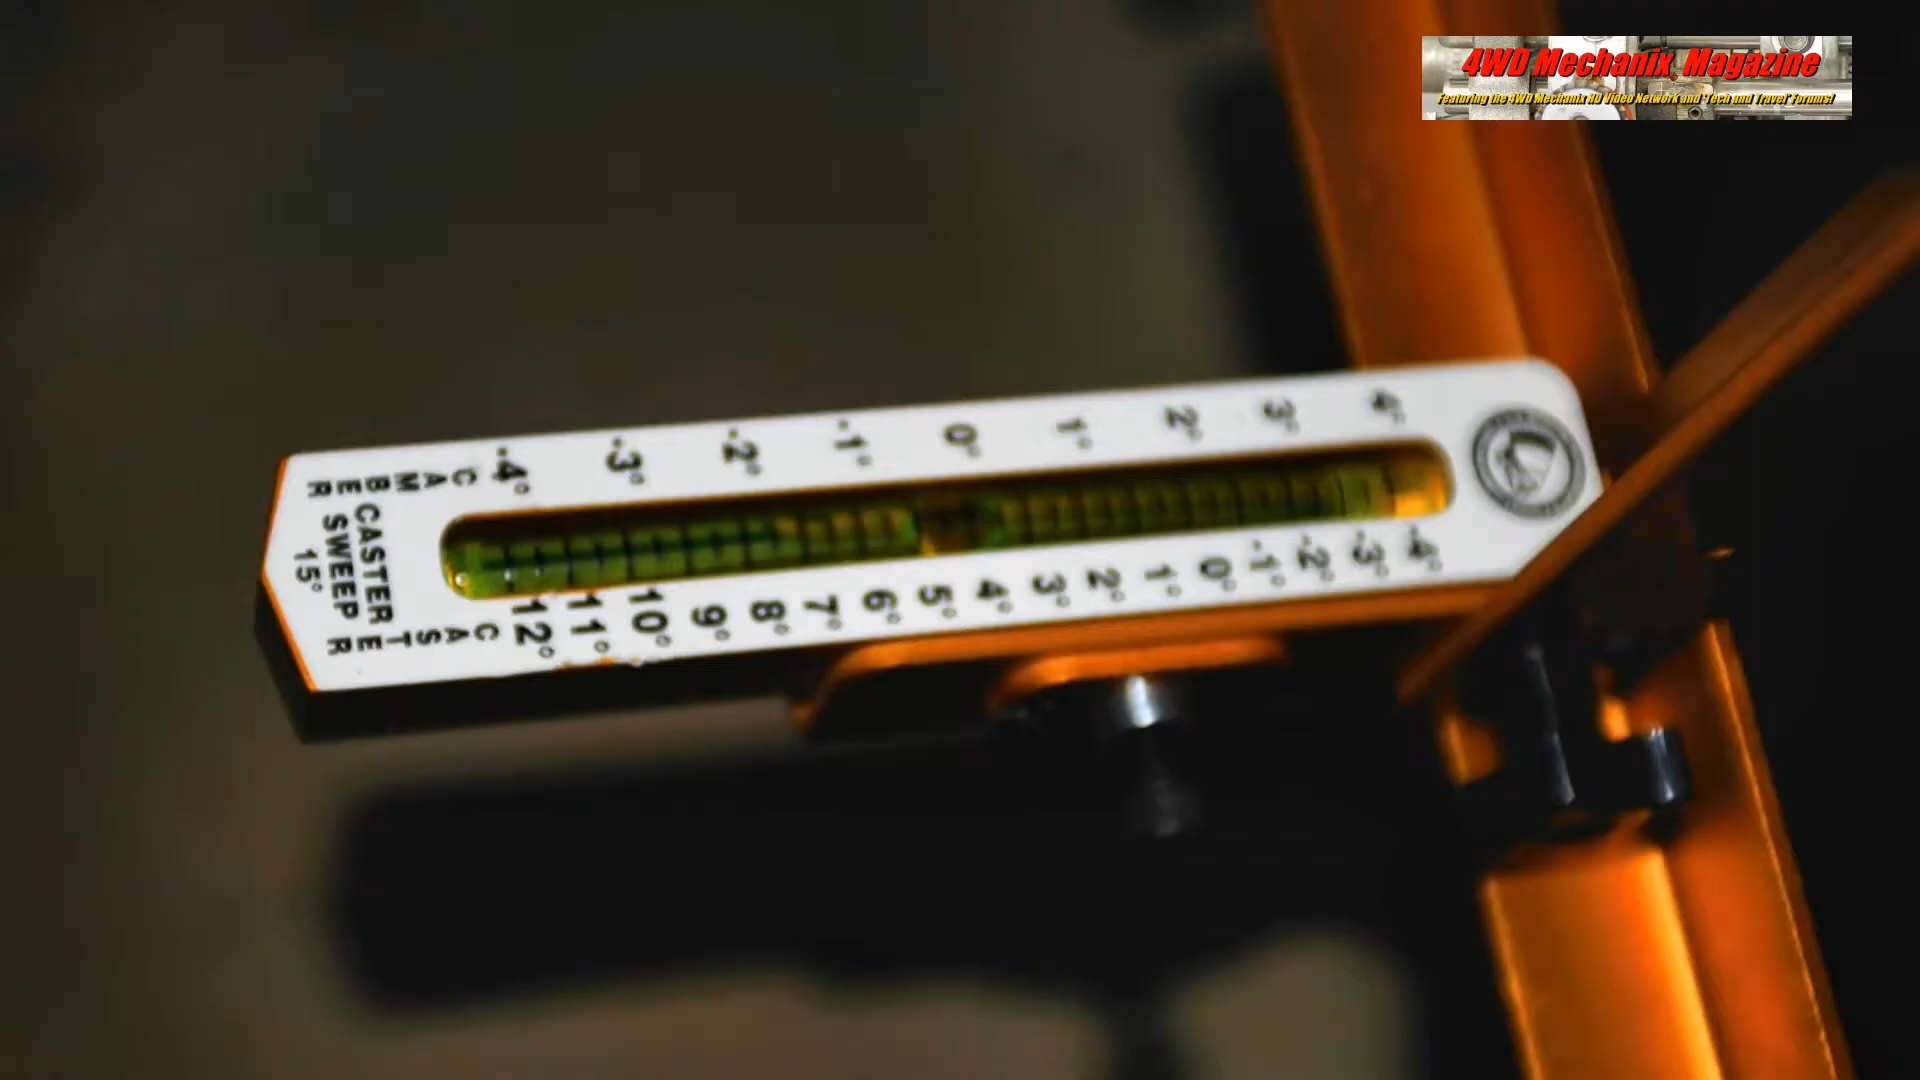 4WD Mechanix Magazine
Featuring the 4WD Mechanix HD Video Network and 'Tech and Travel' Forums!
CAMBER
-4° -3° -2° -1° 0° 1° 2° 3° 4°
CASTER
SWEEP
15°
CASTER
12° 11° 10° 9° 8° 7° 6° 5° 4° 3° 2° 1° 0° -1° -2° -3° -4°